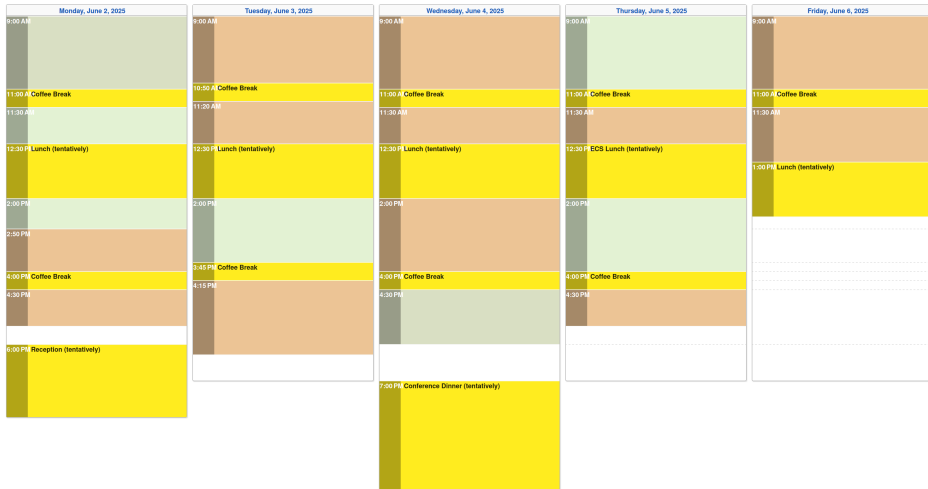 Monday, June 2, 2025
9:00 AM
11:00 A Coffee Break
11:30 AM
12:30 P Lunch (tentatively)
2:00 PM
2:50 PM
4:00 PM Coffee Break
4:30 PM
6:00 PM Reception (tentatively)
Tuesday, June 3, 2025
9:00 AM
10:50 A Coffee Break
11:20 AM
12:30 P Lunch (tentatively)
2:00 PM
3:45 PM Coffee Break
4:15 PM
Wednesday, June 4, 2025
9:00 AM
11:00 A Coffee Break
11:30 AM
12:30 P Lunch (tentatively)
2:00 PM
4:00 PM Coffee Break
4:30 PM
7:00 PM Conference Dinner (tentatively)
Thursday, June 5, 2025
9:00 AM
11:00 A Coffee Break
11:30 AM
12:30 P ECS Lunch (tentatively)
2:00 PM
4:00 PM Coffee Break
4:30 PM
Friday, June 6, 2025
9:00 AM
11:00 A Coffee Break
11:30 AM
1:00 PM Lunch (tentatively)